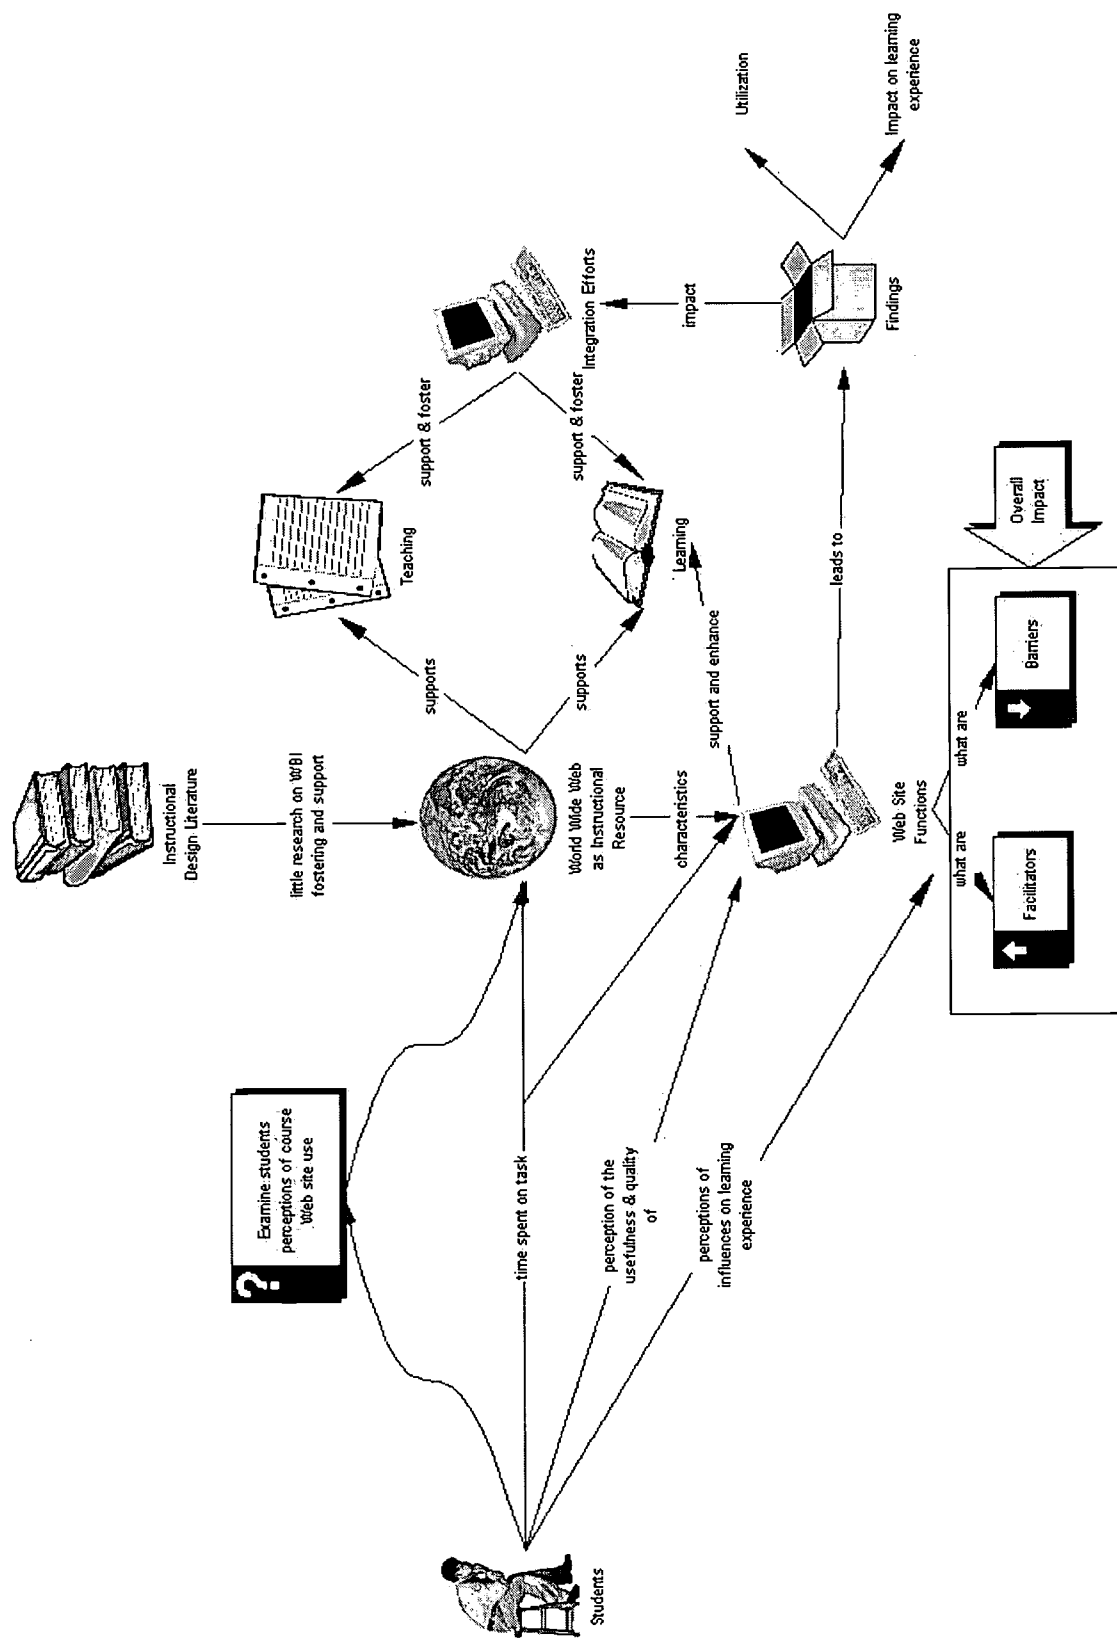 Instructional
Design Literature
little research on WBI
fostering and support
World Wide Web
as Instructional
Resource
characteristics
supports
supports
Teaching
Learning
support & foster
support & foster
Integration Efforts
impact
Findings
Utilization
Impact on learning
experience
leads to
support and enhance
Web Site
Functions
what are
what are
Facilitators
Barriers
Overall
Impact
?
Examine:students
perceptions of course
Web site use
time spent on task
perception of the
usefulness & quality
of
perceptions of
influences on learning
experience
Students